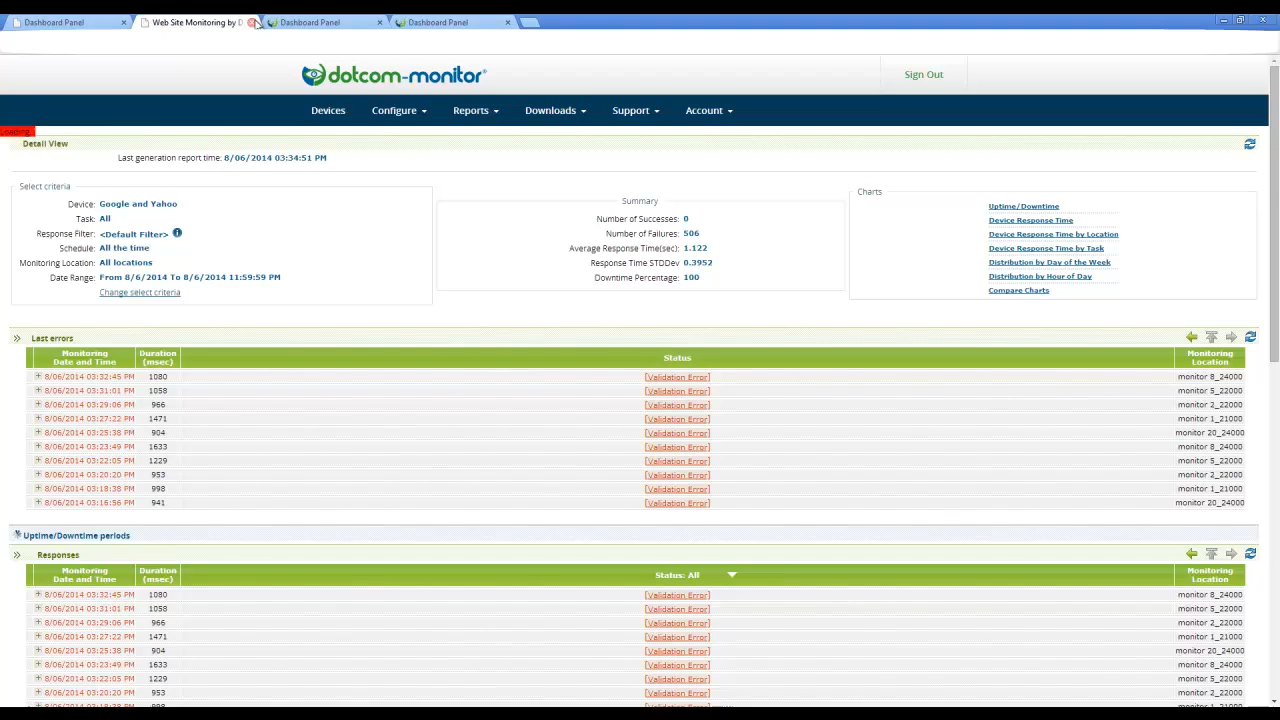 Dashboard Panel
Web Site Monitoring by D
Dashboard Panel
Dashboard Panel
dotcom-monitor
Sign Out
Devices Configure Reports Downloads Support Account
Loading...
Detail View
Last generation report time: 8/06/2014 03:34:51 PM
Select criteria
Device: Google and Yahoo
Task: All
Response Filter: <Default Filter>
Schedule: All the time
Monitoring Location: All locations
Date Range: From 8/6/2014 To 8/6/2014 11:59:59 PM
Change select criteria
Summary
Number of Successes: 0
Number of Failures: 506
Average Response Time(sec): 1.122
Response Time STDDev 0.3952
Downtime Percentage: 100
Charts
Uptime/Downtime
Device Response Time
Device Response Time by Location
Device Response Time by Task
Distribution by Day of the Week
Distribution by Hour of Day
Compare Charts
Last errors
Monitoring Date and Time Duration (msec) Status Monitoring Location
8/06/2014 03:32:45 PM 1080 [Validation Error] monitor 8_24000
8/06/2014 03:31:01 PM 1058 [Validation Error] monitor 5_22000
8/06/2014 03:29:06 PM 966 [Validation Error] monitor 2_22000
8/06/2014 03:27:22 PM 1471 [Validation Error] monitor 1_21000
8/06/2014 03:25:38 PM 904 [Validation Error] monitor 20_24000
8/06/2014 03:23:49 PM 1633 [Validation Error] monitor 8_24000
8/06/2014 03:22:05 PM 1229 [Validation Error] monitor 5_22000
8/06/2014 03:20:20 PM 953 [Validation Error] monitor 2_22000
8/06/2014 03:18:38 PM 998 [Validation Error] monitor 1_21000
8/06/2014 03:16:56 PM 941 [Validation Error] monitor 20_24000
Uptime/Downtime periods
Responses
Monitoring Date and Time Duration (msec) Status: All Monitoring Location
8/06/2014 03:32:45 PM 1080 [Validation Error] monitor 8_24000
8/06/2014 03:31:01 PM 1058 [Validation Error] monitor 5_22000
8/06/2014 03:29:06 PM 966 [Validation Error] monitor 2_22000
8/06/2014 03:27:22 PM 1471 [Validation Error] monitor 1_21000
8/06/2014 03:25:38 PM 904 [Validation Error] monitor 20_24000
8/06/2014 03:23:49 PM 1633 [Validation Error] monitor 8_24000
8/06/2014 03:22:05 PM 1229 [Validation Error] monitor 5_22000
8/06/2014 03:20:20 PM 953 [Validation Error] monitor 2_22000
8/06/2014 03:18:38 PM 998 [Validation Error] monitor 1_21000